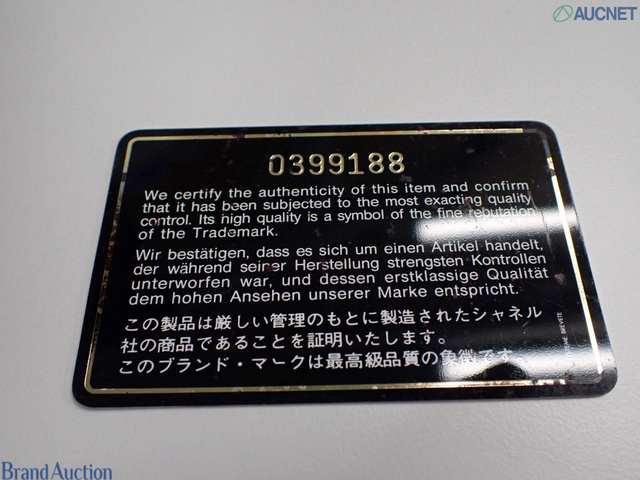 AUCNET
0399188
We certify the authenticity of this item and confirm
that it has been subjected to the most exacting quality
control. Its high quality is a symbol of the fine reputation
of the Trademark.
Wir bestätigen, dass es sich um einen Artikel handelt,
der während seiner Herstellung strengsten Kontrollen
unterworfen war, und dessen erstklassige Qualität
dem hohen Ansehen unserer Marke entspricht.
この製品は厳しい管理のもとに製造されたシャネル
社の商品であることを証明いたします。
このブランド・マークは最高級品質の象徴です。
Brand Auction